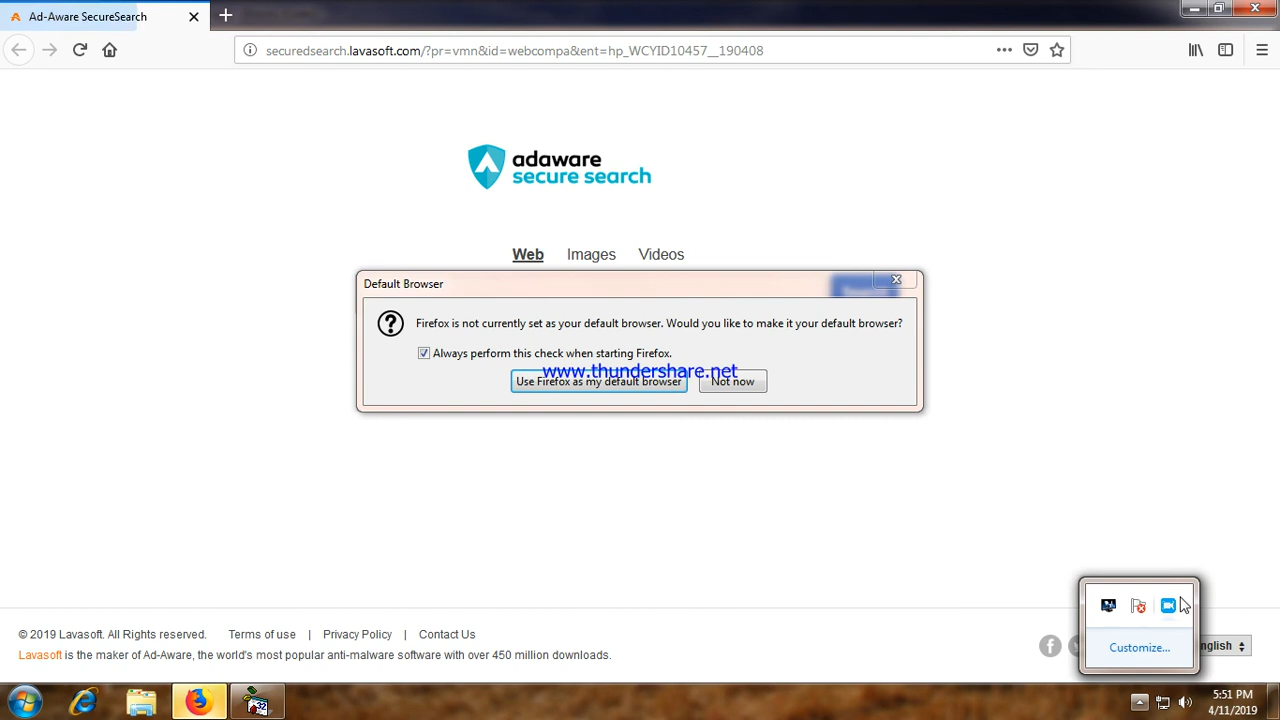 Ad-Aware SecureSearch
securedsearch.lavasoft.com/?pr=vmn&id=webcompa&ent=hp_WCYID10457__190408
adaware
secure search
Web Images Videos
Default Browser
Firefox is not currently set as your default browser. Would you like to make it your default browser?
Always perform this check when starting Firefox.
www.thundershare.net
Use Firefox as my default browser Not now
Customize...
© 2019 Lavasoft. All Rights reserved. Terms of use | Privacy Policy | Contact Us
nglish
Lavasoft is the maker of Ad-Aware, the world's most popular anti-malware software with over 450 million downloads.
32
5:51 PM
4/11/2019